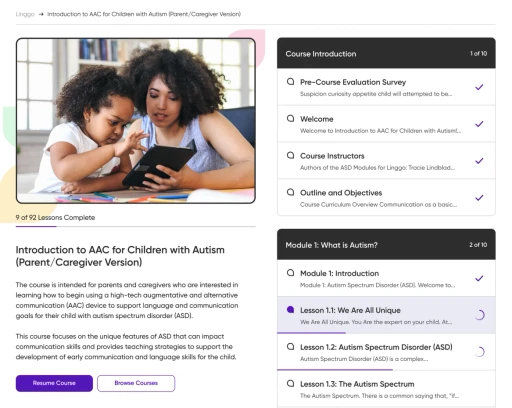 Linggo → Introduction to AAC for Children with Autism (Parent/Caregiver Version)
9 of 92 Lessons Complete
Introduction to AAC for Children with Autism
(Parent/Caregiver Version)
The course is intended for parents and caregivers who are interested in
learning how to begin using a high-tech augmentative and alternative
communication (AAC) device to support language and communication
goals for their child with autism spectrum disorder (ASD).
This course focuses on the unique features of ASD that can impact
communication skills and provides teaching strategies to support the
development of early communication and language skills for the child.
Resume Course
Browse Courses
Course Introduction
1 of 10
Pre-Course Evaluation Survey
Suspicion curiosity appetite child will attempted to be...
Welcome
Welcome to Introduction to AAC for Children with Autism!...
Course Instructors
Authors of the ASD Modules for Linggo: Tracie Lindblad...
Outline and Objectives
Course Curriculum Overview Communication as a basic...
Module 1: What is Autism?
2 of 10
Module 1: Introduction
Module 1: Autism Spectrum Disorder (ASD). Welcome to...
Lesson 1.1: We Are All Unique
We Are All Unique. You Are the expert on your child. At...
Lesson 1.2: Autism Spectrum Disorder (ASD)
Autism Spectrum Disorder (ASD) is a complex...
Lesson 1.3: The Autism Spectrum
The Autism Spectrum. There is a common saying that, "if...